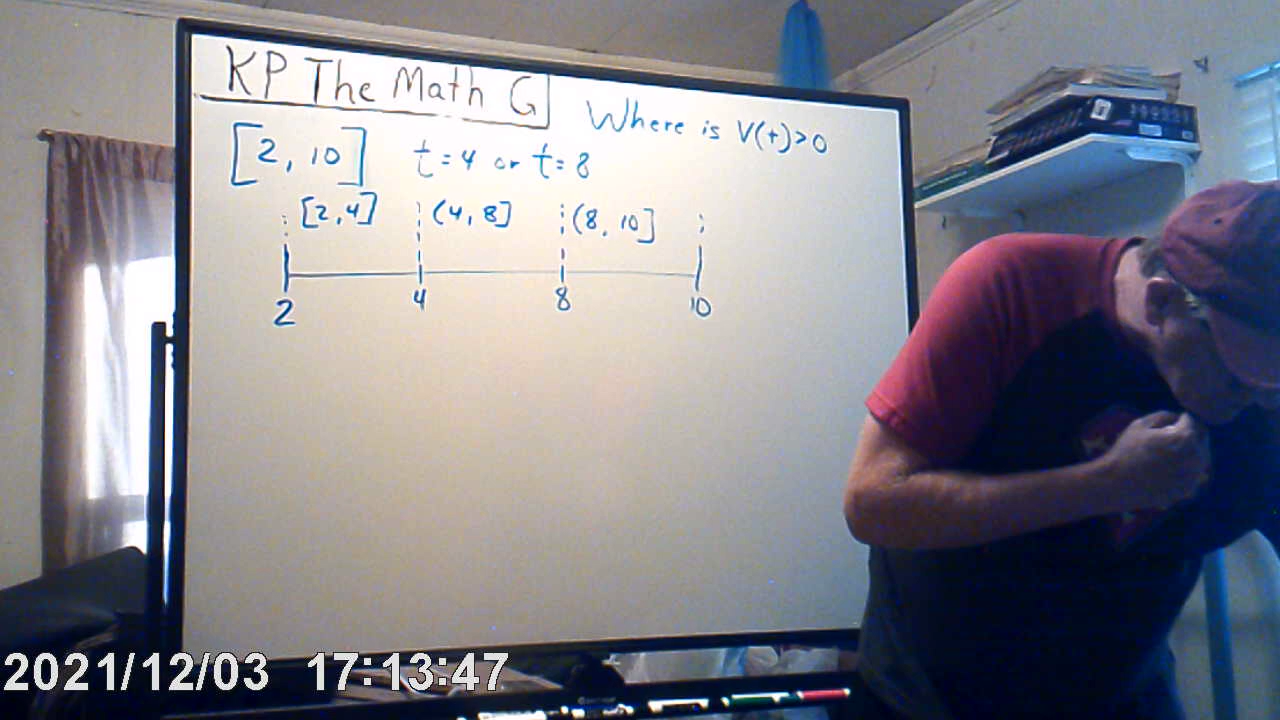 KP The Math G
Where is V(t)>0
[2, 10] t=4 or t=8
[2,4] (4,8] (8,10]
2 4 8 10
2021/12/03 17:13:47